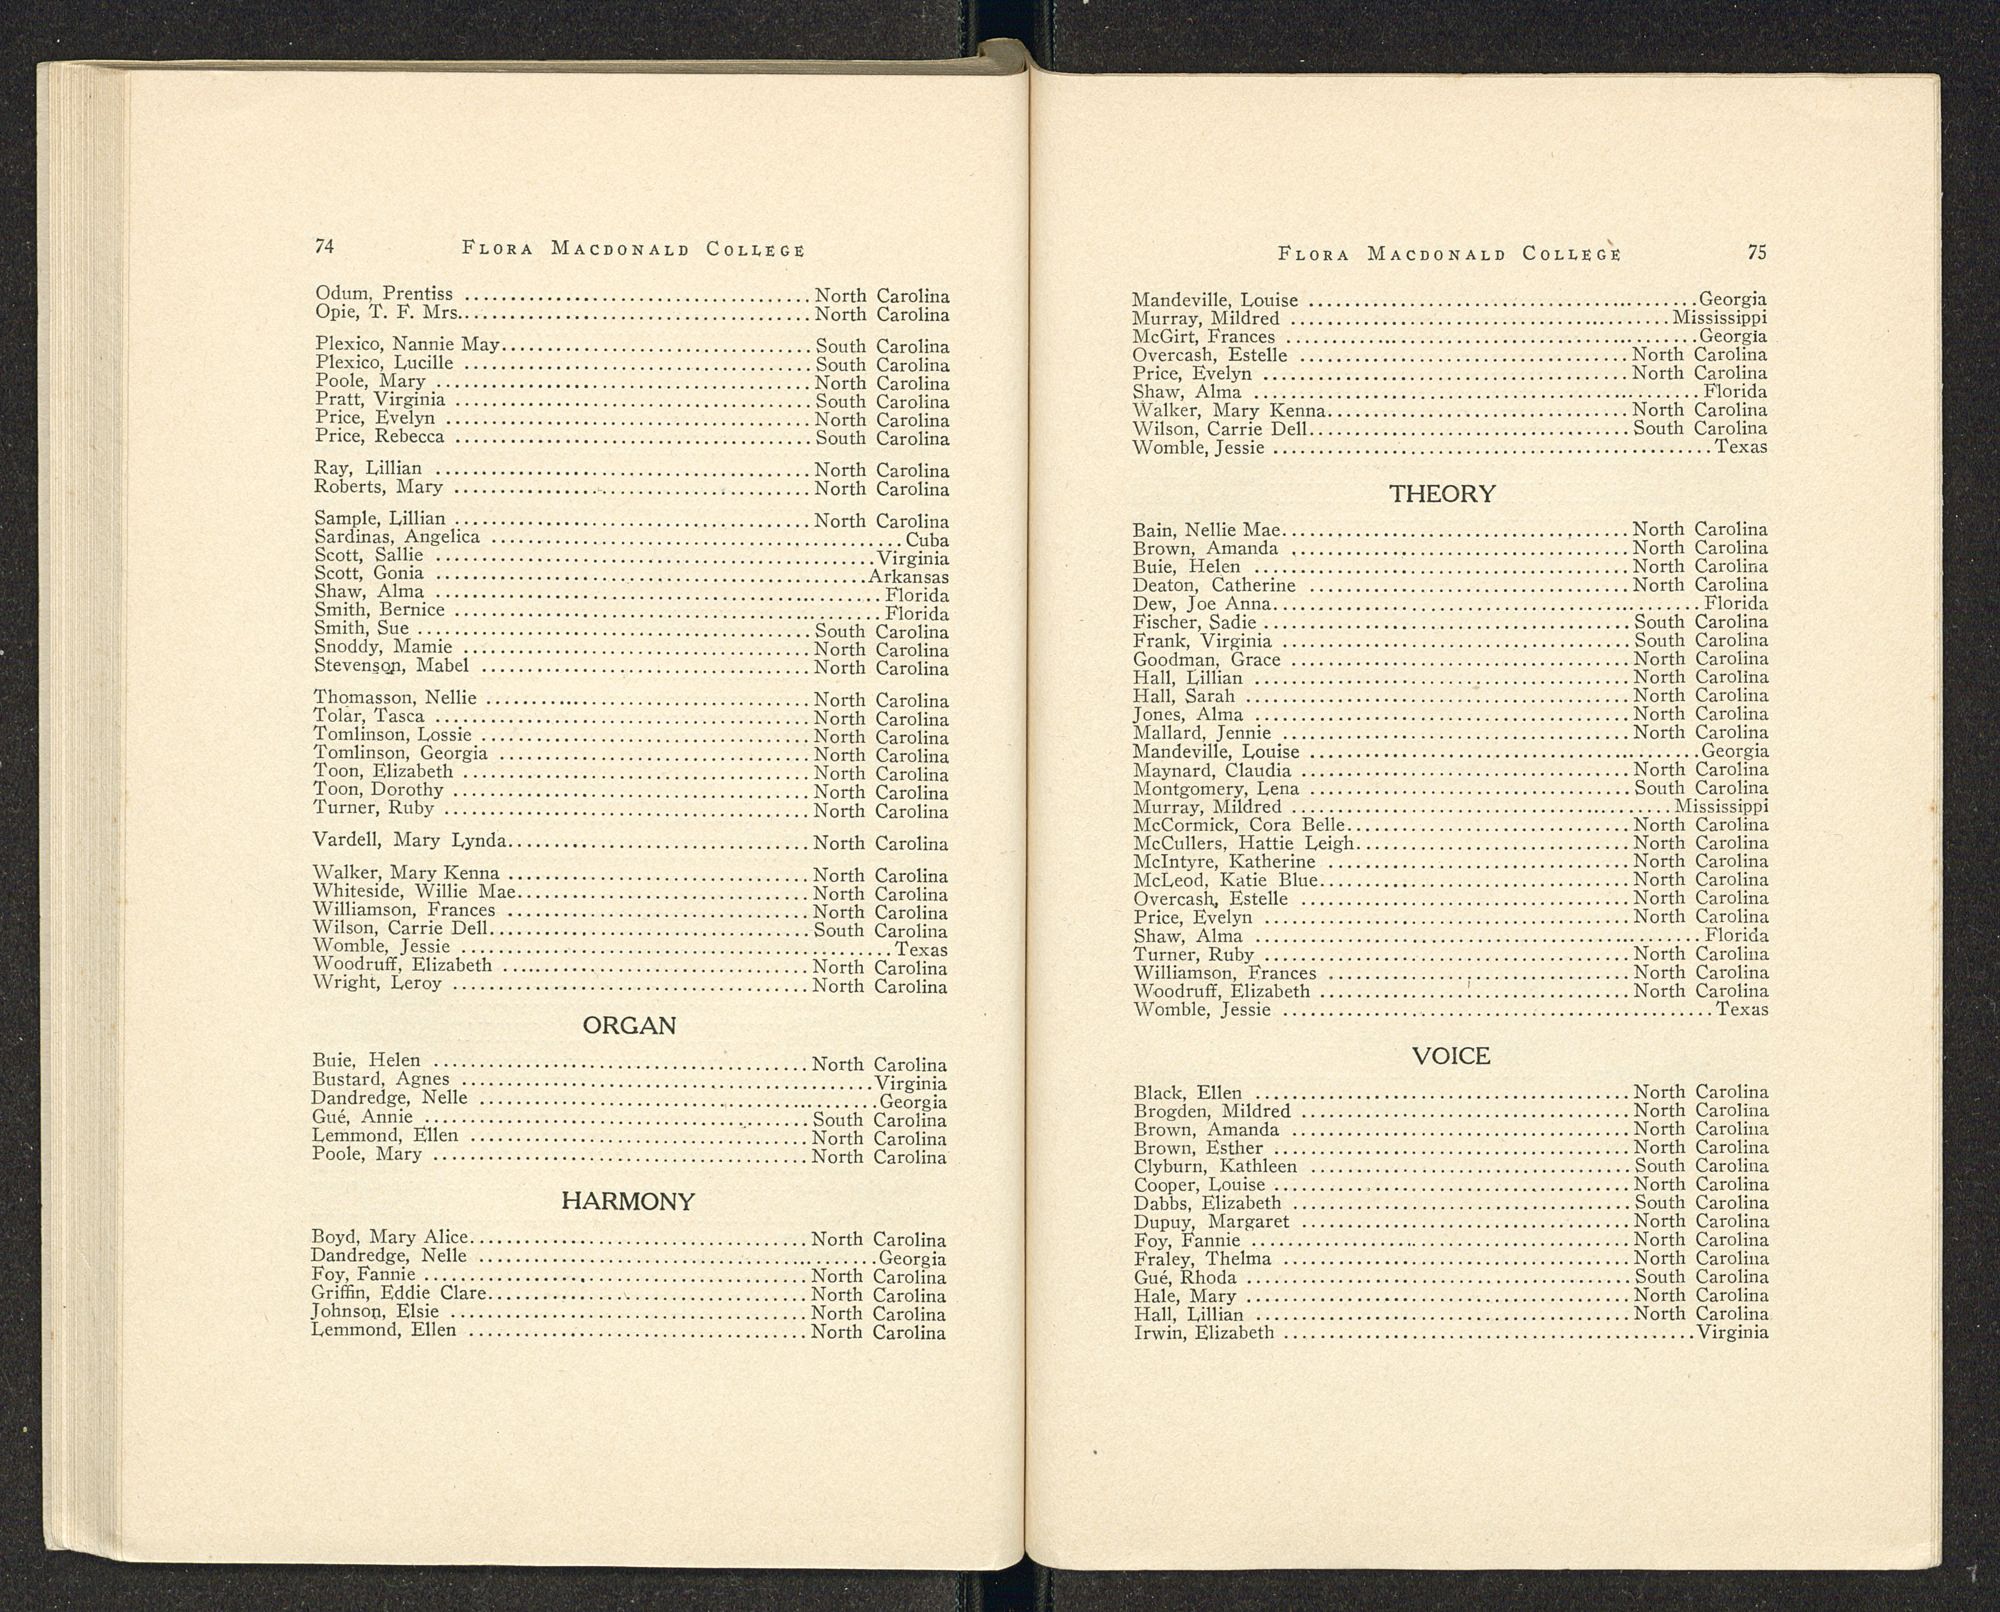 74 FLORA MACDONALD COLLEGE
Odum, Prentiss ........ North Carolina
Opie, T. F. Mrs. ........ North Carolina
Plexico, Nannie May ........ South Carolina
Plexico, Lucille ........ South Carolina
Poole, Mary ........ North Carolina
Pratt, Virginia ........ South Carolina
Price, Evelyn ........ North Carolina
Price, Rebecca ........ South Carolina
Ray, Lillian ........ North Carolina
Roberts, Mary ........ North Carolina
Sample, Lillian ........ North Carolina
Sardinas, Angelica ........ Cuba
Scott, Sallie ........ Virginia
Scott, Gonia ........ Arkansas
Shaw, Alma ........ Florida
Smith, Bernice ........ Florida
Smith, Sue ........ South Carolina
Snoddy, Mamie ........ North Carolina
Stevenson, Mabel ........ North Carolina
Thomasson, Nellie ........ North Carolina
Tolar, Tasca ........ North Carolina
Tomlinson, Lossie ........ North Carolina
Tomlinson, Georgia ........ North Carolina
Toon, Elizabeth ........ North Carolina
Toon, Dorothy ........ North Carolina
Turner, Ruby ........ North Carolina
Vardell, Mary Lynda ........ North Carolina
Walker, Mary Kenna ........ North Carolina
Whiteside, Willie Mae ........ North Carolina
Williamson, Frances ........ North Carolina
Wilson, Carrie Dell ........ South Carolina
Womble, Jessie ........ Texas
Woodruff, Elizabeth ........ North Carolina
Wright, Leroy ........ North Carolina
ORGAN
Buie, Helen ........ North Carolina
Bustard, Agnes ........ Virginia
Dandredge, Nelle ........ Georgia
Gué, Annie ........ South Carolina
Lemmond, Ellen ........ North Carolina
Poole, Mary ........ North Carolina
HARMONY
Boyd, Mary Alice ........ North Carolina
Dandredge, Nelle ........ Georgia
Foy, Fannie ........ North Carolina
Griffin, Eddie Clare ........ North Carolina
Johnson, Elsie ........ North Carolina
Lemmond, Ellen ........ North Carolina
FLORA MACDONALD COLLEGE 75
Mandeville, Louise ........ Georgia
Murray, Mildred ........ Mississippi
McGirt, Frances ........ Georgia
Overcash, Estelle ........ North Carolina
Price, Evelyn ........ North Carolina
Shaw, Alma ........ Florida
Walker, Mary Kenna ........ North Carolina
Wilson, Carrie Dell ........ South Carolina
Womble, Jessie ........ Texas
THEORY
Bain, Nellie Mae ........ North Carolina
Brown, Amanda ........ North Carolina
Buie, Helen ........ North Carolina
Deaton, Catherine ........ North Carolina
Dew, Joe Anna ........ Florida
Fischer, Sadie ........ South Carolina
Frank, Virginia ........ South Carolina
Goodman, Grace ........ North Carolina
Hall, Lillian ........ North Carolina
Hall, Sarah ........ North Carolina
Jones, Alma ........ North Carolina
Mallard, Jennie ........ North Carolina
Mandeville, Louise ........ Georgia
Maynard, Claudia ........ North Carolina
Montgomery, Lena ........ South Carolina
Murray, Mildred ........ Mississippi
McCormick, Cora Belle ........ North Carolina
McCullers, Hattie Leigh ........ North Carolina
McIntyre, Katherine ........ North Carolina
McLeod, Katie Blue ........ North Carolina
Overcash, Estelle ........ North Carolina
Price, Evelyn ........ North Carolina
Shaw, Alma ........ Florida
Turner, Ruby ........ North Carolina
Williamson, Frances ........ North Carolina
Woodruff, Elizabeth ........ North Carolina
Womble, Jessie ........ Texas
VOICE
Black, Ellen ........ North Carolina
Brogden, Mildred ........ North Carolina
Brown, Amanda ........ North Carolina
Brown, Esther ........ North Carolina
Clyburn, Kathleen ........ South Carolina
Cooper, Louise ........ North Carolina
Dabbs, Elizabeth ........ South Carolina
Dupuy, Margaret ........ North Carolina
Foy, Fannie ........ North Carolina
Fraley, Thelma ........ North Carolina
Gué, Rhoda ........ South Carolina
Hale, Mary ........ North Carolina
Hall, Lillian ........ North Carolina
Irwin, Elizabeth ........ Virginia